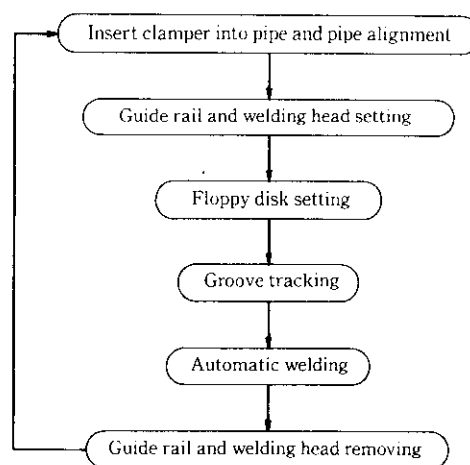 Insert clamper into pipe and pipe alignment
Guide rail and welding head setting
Floppy disk setting
Groove tracking
Automatic welding
Guide rail and welding head removing